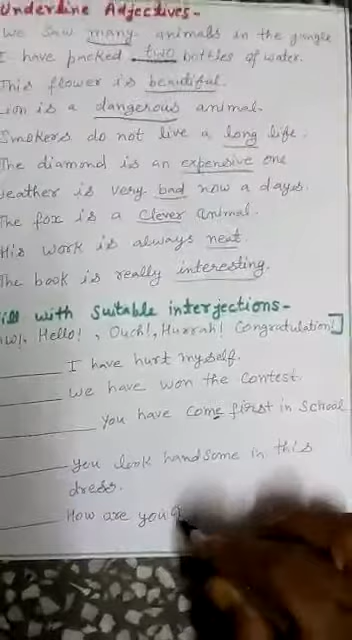 Underline Adjectives-
We saw many animals in the jungle
I have packed two bottles of water.
This flower is beautiful.
Lion is a dangerous animal.
Smokers do not live a long life.
The diamond is an expensive one
eather is very bad now a days.
The fox is a Clever animal.
His work is always neat
The book is really interesting.
ill with suitable interjections-
ow!, Hello!, Ouch!, Hurrah! Congratulation!]
I have hurt myself.
We have won the contest.
You have come first in School
you look handsome in this
dress.
How are you?